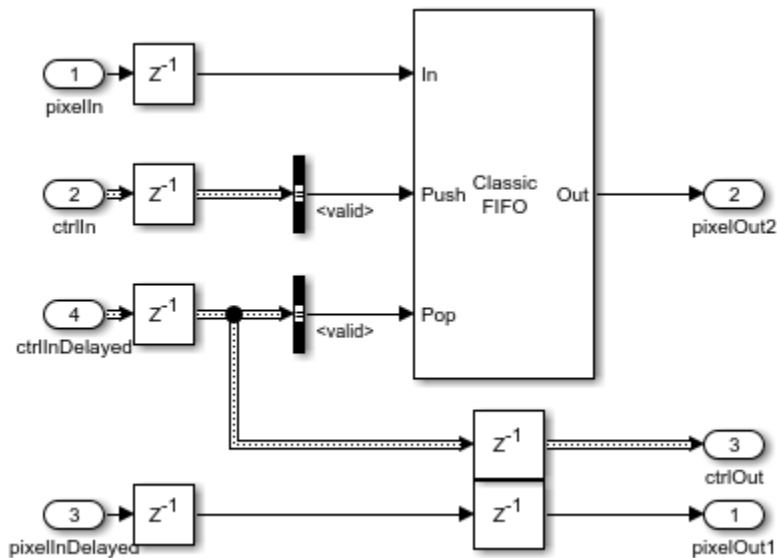 1
pixelIn
Z-1
In
2
ctrlIn
Z-1
<valid>
Push
Classic
FIFO
Out
2
pixelOut2
4
ctrlInDelayed
Z-1
<valid>
Pop
Z-1
3
ctrlOut
3
pixelInDelayed
Z-1
Z-1
1
pixelOut1